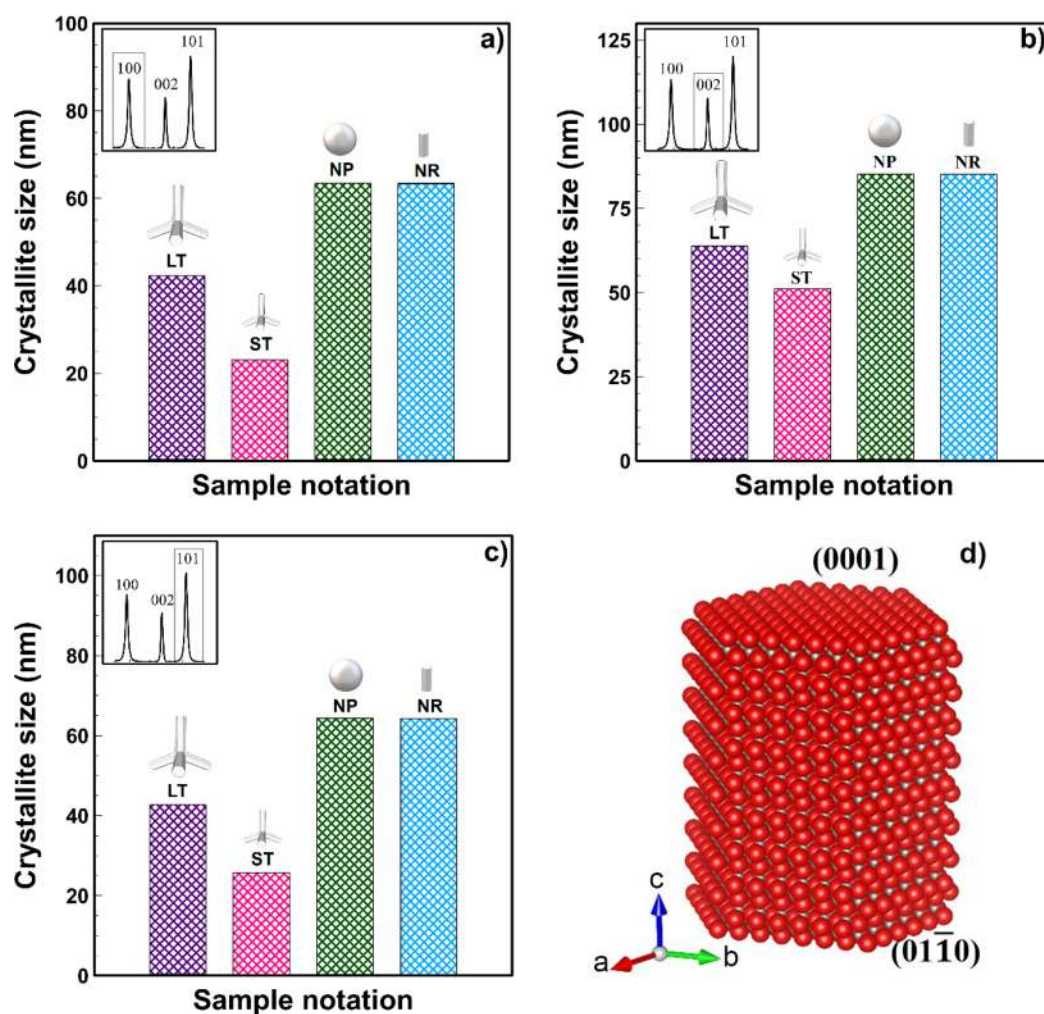 a)
Crystallite size (nm)
100
80
60
40
20
0
100
002
101
LT
ST
NP
NR
Sample notation
b)
Crystallite size (nm)
125
100
75
50
25
0
100
002
101
LT
ST
NP
NR
Sample notation
c)
Crystallite size (nm)
100
80
60
40
20
0
100
002
101
LT
ST
NP
NR
Sample notation
d)
(0001)
c
a
b
(011̅0)